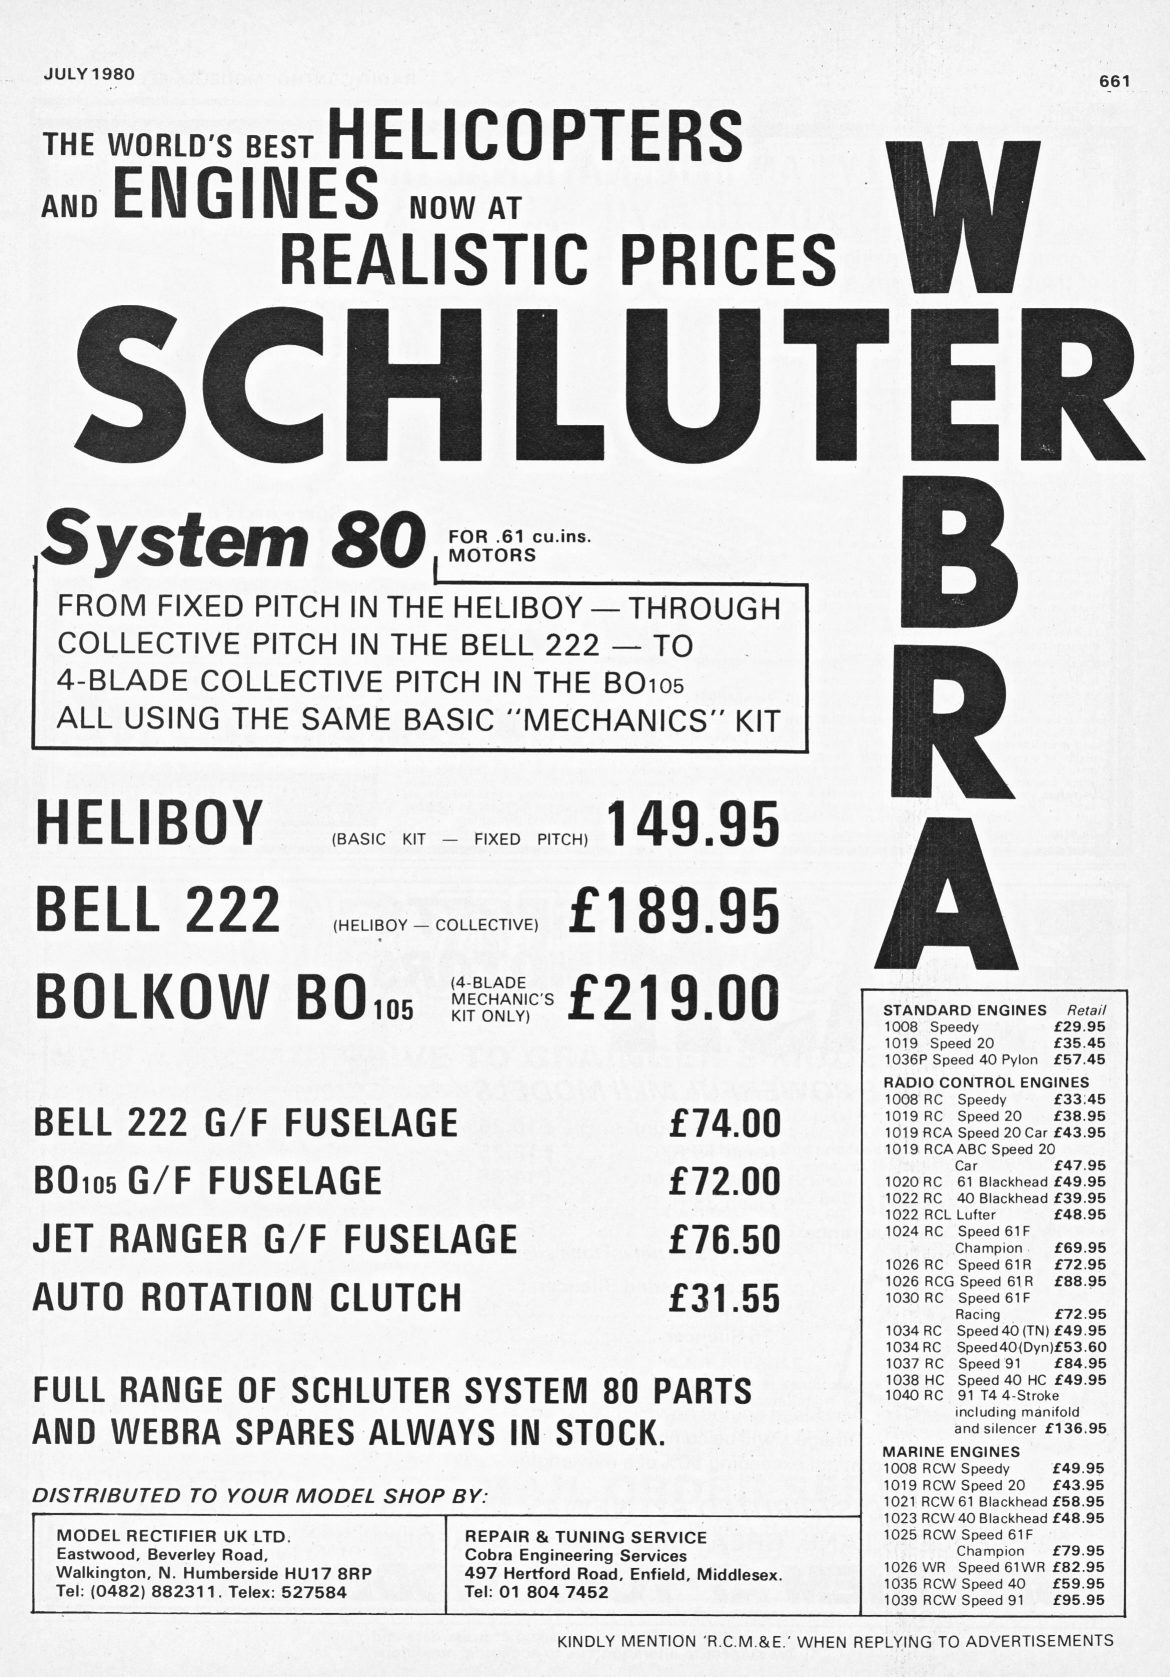 JULY 1980
661
THE WORLD'S BEST HELICOPTERS
AND ENGINES NOW AT
REALISTIC PRICES
WEBRA
SCHLUTER
System 80 FOR .61 cu.ins.
MOTORS
FROM FIXED PITCH IN THE HELIBOY — THROUGH
COLLECTIVE PITCH IN THE BELL 222 — TO
4-BLADE COLLECTIVE PITCH IN THE BO105
ALL USING THE SAME BASIC "MECHANICS" KIT
HELIBOY (BASIC KIT — FIXED PITCH) 149.95
BELL 222 (HELIBOY — COLLECTIVE) £189.95
BOLKOW BO105 (4-BLADE
MECHANIC'S
KIT ONLY) £219.00
BELL 222 G/F FUSELAGE £74.00
BO105 G/F FUSELAGE £72.00
JET RANGER G/F FUSELAGE £76.50
AUTO ROTATION CLUTCH £31.55
FULL RANGE OF SCHLUTER SYSTEM 80 PARTS
AND WEBRA SPARES ALWAYS IN STOCK.
DISTRIBUTED TO YOUR MODEL SHOP BY:
MODEL RECTIFIER UK LTD.
Eastwood, Beverley Road,
Walkington, N. Humberside HU17 8RP
Tel: (0482) 882311. Telex: 527584
REPAIR & TUNING SERVICE
Cobra Engineering Services
497 Hertford Road, Enfield, Middlesex.
Tel: 01 804 7452
STANDARD ENGINES Retail
1008 Speedy £29.95
1019 Speed 20 £35.45
1036P Speed 40 Pylon £57.45
RADIO CONTROL ENGINES
1008 RC Speedy £33.45
1019 RC Speed 20 £38.95
1019 RCA Speed 20 Car £43.95
1019 RCA ABC Speed 20
Car £47.95
1020 RC 61 Blackhead £49.95
1022 RC 40 Blackhead £39.95
1022 RCL Lufter £48.95
1024 RC Speed 61F
Champion £69.95
1026 RC Speed 61R £72.95
1026 RCG Speed 61R £88.95
1030 RC Speed 61F
Racing £72.95
1034 RC Speed 40 (TN) £49.95
1034 RC Speed 40 (Dyn) £53.60
1037 RC Speed 91 £84.95
1038 HC Speed 40 HC £49.95
1040 RC 91 T4 4-Stroke
including manifold
and silencer £136.95
MARINE ENGINES
1008 RCW Speedy £49.95
1019 RCW Speed 20 £43.95
1021 RCW 61 Blackhead £58.95
1023 RCW 40 Blackhead £48.95
1025 RCW Speed 61F
Champion £79.95
1026 WR Speed 61WR £82.95
1035 RCW Speed 40 £59.95
1039 RCW Speed 91 £95.95
KINDLY MENTION 'R.C.M.&E.' WHEN REPLYING TO ADVERTISEMENTS